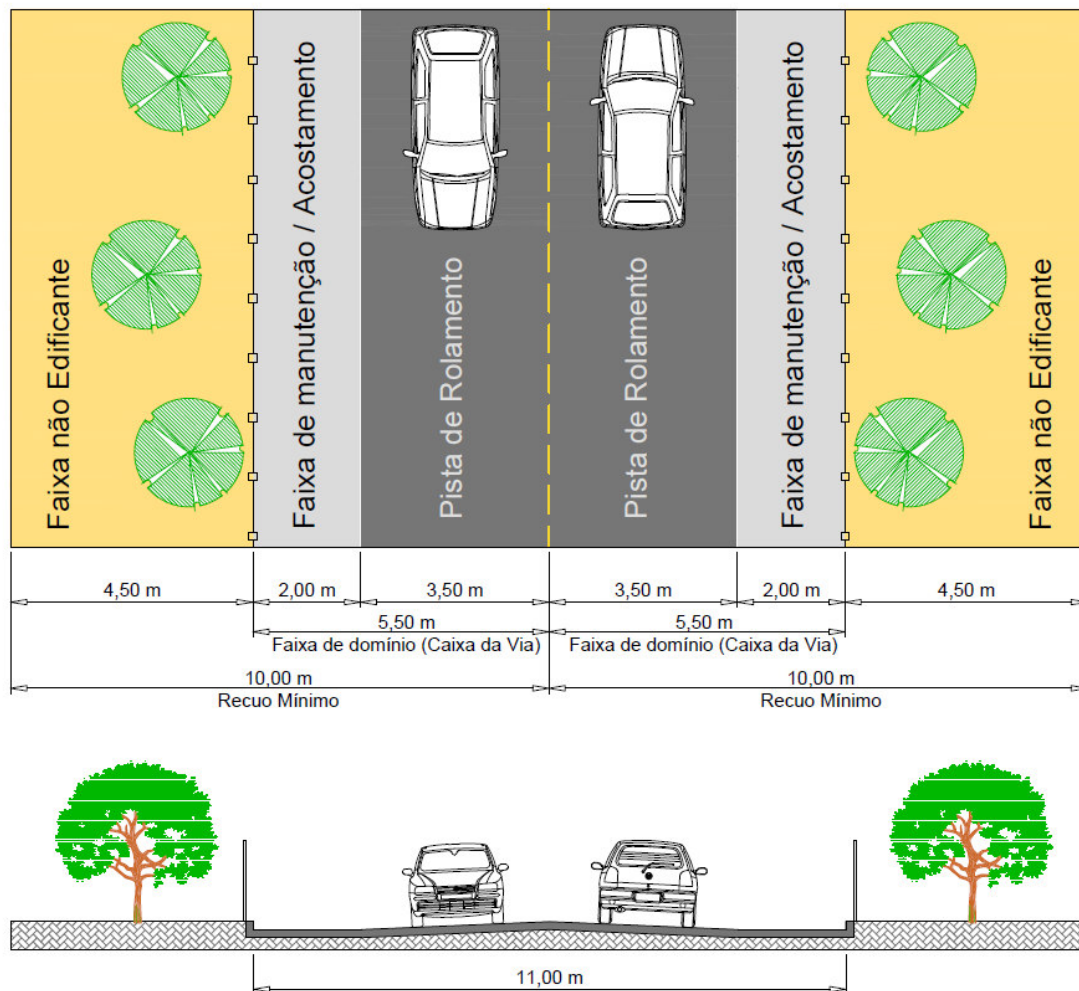 Faixa não Edificante
Faixa de manutenção / Acostamento
Pista de Rolamento
Pista de Rolamento
Faixa de manutenção / Acostamento
Faixa não Edificante
4,50 m
2,00 m
3,50 m
3,50 m
2,00 m
4,50 m
5,50 m
5,50 m
Faixa de domínio (Caixa da Via)
Faixa de domínio (Caixa da Via)
10,00 m
10,00 m
Recuo Mínimo
Recuo Mínimo
11,00 m